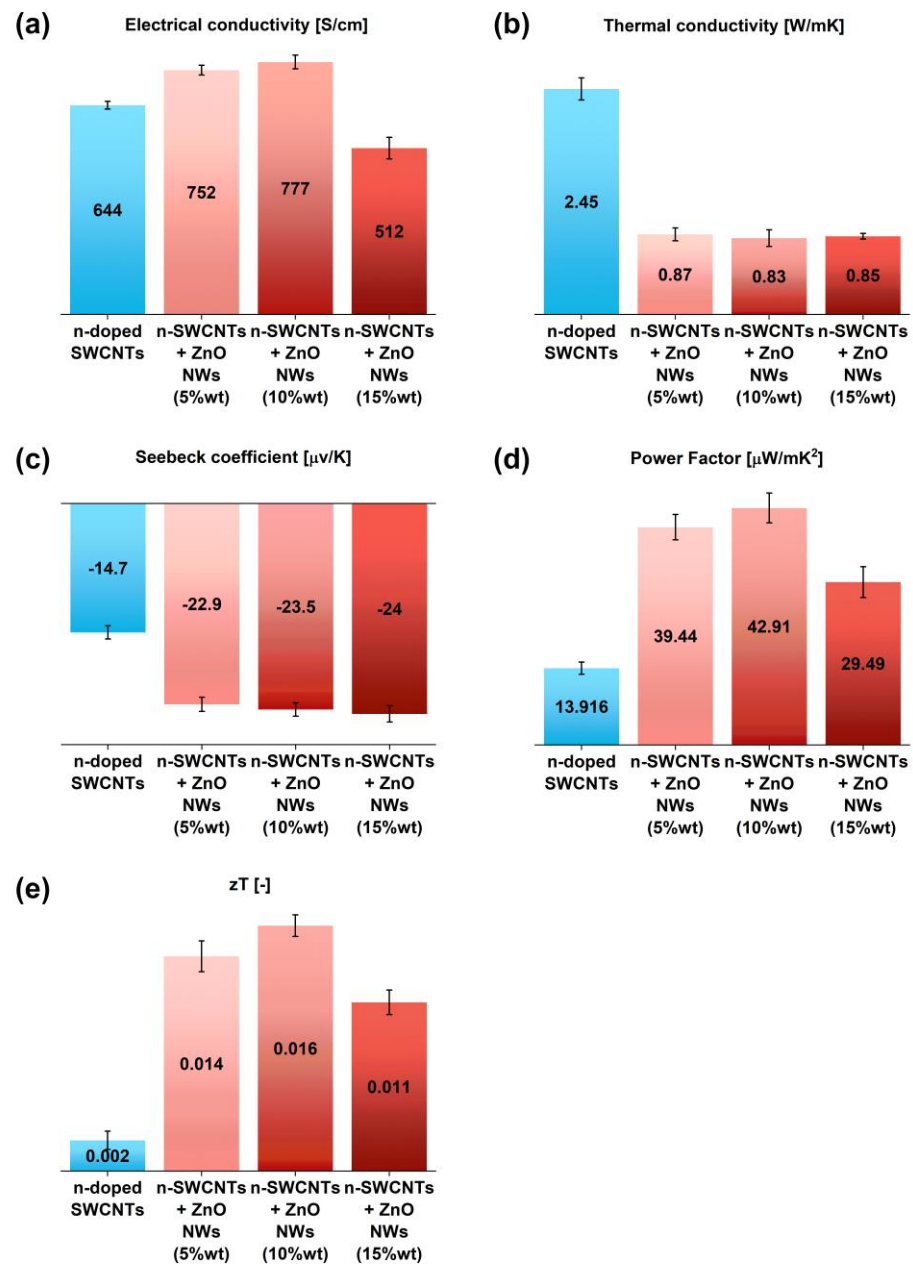 (a)
Electrical conductivity [S/cm]
644
752
777
512
n-doped n-SWCNTs n-SWCNTs n-SWCNTs
SWCNTs + ZnO + ZnO + ZnO
NWs NWs NWs
(5%wt) (10%wt) (15%wt)
(b)
Thermal conductivity [W/mK]
2.45
0.87
0.83
0.85
n-doped n-SWCNTs n-SWCNTs n-SWCNTs
SWCNTs + ZnO + ZnO + ZnO
NWs NWs NWs
(5%wt) (10%wt) (15%wt)
(c)
Seebeck coefficient [μv/K]
-14.7
-22.9
-23.5
-24
n-doped n-SWCNTs n-SWCNTs n-SWCNTs
SWCNTs + ZnO + ZnO + ZnO
NWs NWs NWs
(5%wt) (10%wt) (15%wt)
(d)
Power Factor [μW/mK²]
13.916
39.44
42.91
29.49
n-doped n-SWCNTs n-SWCNTs n-SWCNTs
SWCNTs + ZnO + ZnO + ZnO
NWs NWs NWs
(5%wt) (10%wt) (15%wt)
(e)
zT [-]
0.002
0.014
0.016
0.011
n-doped n-SWCNTs n-SWCNTs n-SWCNTs
SWCNTs + ZnO + ZnO + ZnO
NWs NWs NWs
(5%wt) (10%wt) (15%wt)